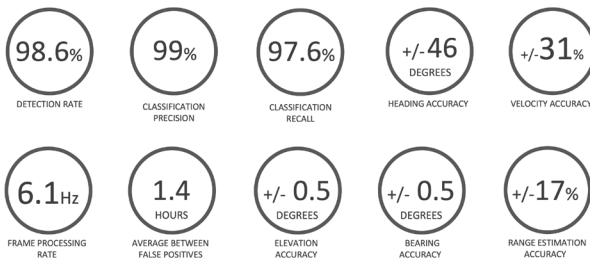 98.6%
DETECTION RATE
99%
CLASSIFICATION
PRECISION
97.6%
CLASSIFICATION
RECALL
+/-46
DEGREES
HEADING ACCURACY
+/-31%
VELOCITY ACCURACY
6.1Hz
FRAME PROCESSING
RATE
1.4
HOURS
AVERAGE BETWEEN
FALSE POSITIVES
+/- 0.5
DEGREES
ELEVATION
ACCURACY
+/- 0.5
DEGREES
BEARING
ACCURACY
+/-17%
RANGE ESTIMATION
ACCURACY